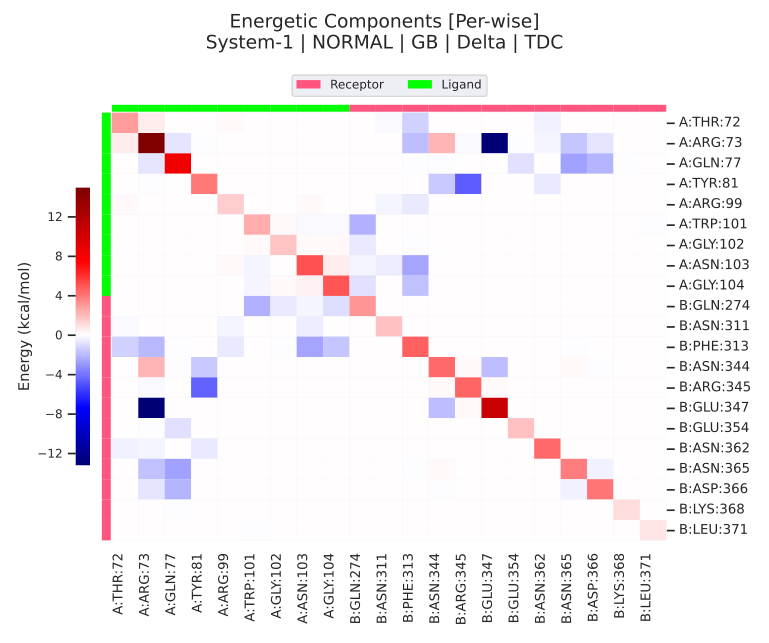 Energetic Components [Per-wise]
System-1 | NORMAL | GB | Delta | TDC
Receptor
Ligand
A:THR:72
A:ARG:73
A:GLN:77
A:TYR:81
A:ARG:99
A:TRP:101
A:GLY:102
A:ASN:103
A:GLY:104
B:GLN:274
B:ASN:311
B:PHE:313
B:ASN:344
B:ARG:345
B:GLU:347
B:GLU:354
B:ASN:362
B:ASN:365
B:ASP:366
B:LYS:368
B:LEU:371
Energy (kcal/mol)
12
8
4
0
−4
−8
−12
A:THR:72
A:ARG:73
A:GLN:77
A:TYR:81
A:ARG:99
A:TRP:101
A:GLY:102
A:ASN:103
A:GLY:104
B:GLN:274
B:ASN:311
B:PHE:313
B:ASN:344
B:ARG:345
B:GLU:347
B:GLU:354
B:ASN:362
B:ASN:365
B:ASP:366
B:LYS:368
B:LEU:371